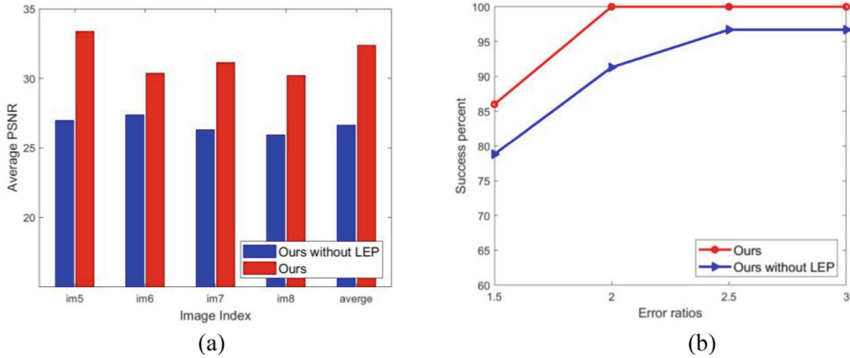 35
30
25
20
Average PSNR
Ours without LEP
Ours
im5 im6 im7 im8 averge
Image Index
(a)
100
95
90
85
80
75
70
65
60
Success percent
Ours
Ours without LEP
1.5 2 2.5 3
Error ratios
(b)